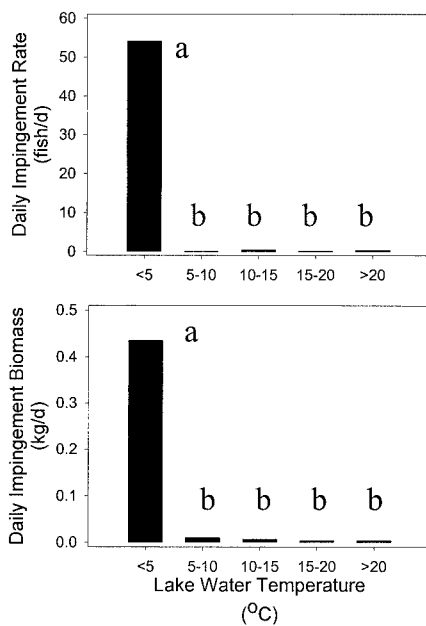 Daily Impingement Rate
(fish/d)
60
50
40
30
20
10
0
a
b b b b
<5 5-10 10-15 15-20 >20
Daily Impingement Biomass
(kg/d)
0.5
0.4
0.3
0.2
0.1
0.0
a
b b b b
<5 5-10 10-15 15-20 >20
Lake Water Temperature
(°C)